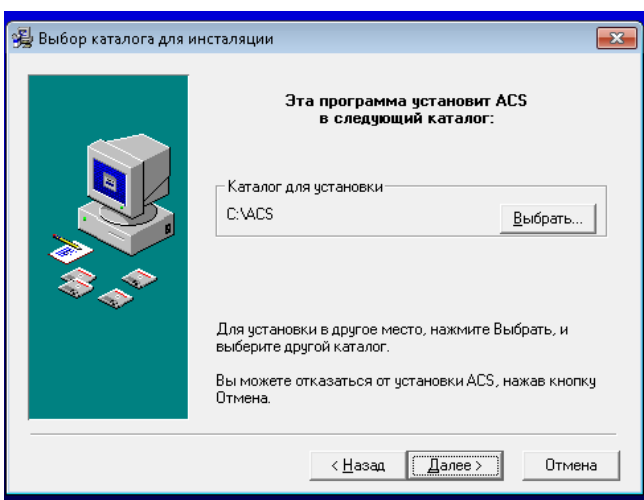 Выбор каталога для инсталяции
Эта программа установит ACS
в следующий каталог:
Каталог для установки
C:\ACS
Выбрать...
Для установки в другое место, нажмите Выбрать, и
выберите другой каталог.
Вы можете отказаться от установки ACS, нажав кнопку
Отмена.
< Назад
Далее >
Отмена